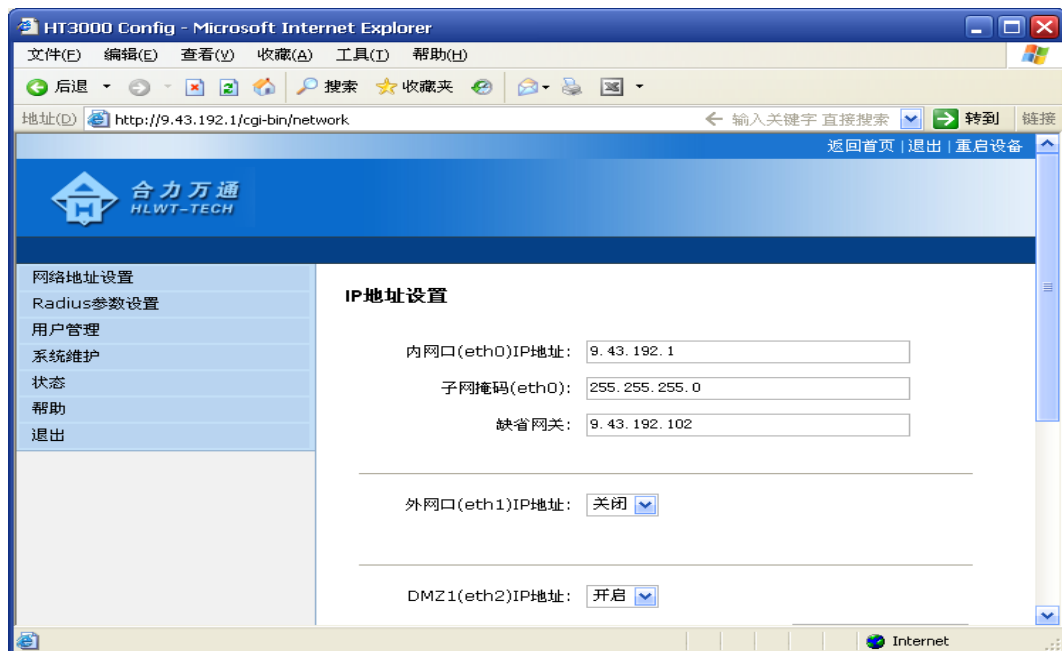 HT3000 Config - Microsoft Internet Explorer
文件(F) 编辑(E) 查看(V) 收藏(A) 工具(T) 帮助(H)
后退 搜索 收藏夹
地址(D) http://9.43.192.1/cgi-bin/network 输入关键字 直接搜索 转到 链接
返回首页 | 退出 | 重启设备
合力万通
HLWT-TECH
网络地址设置
Radius参数设置
用户管理
系统维护
状态
帮助
退出
IP地址设置
内网口(eth0)IP地址: 9.43.192.1
子网掩码(eth0): 255.255.255.0
缺省网关: 9.43.192.102
外网口(eth1)IP地址: 关闭
DMZ1(eth2)IP地址: 开启
Internet